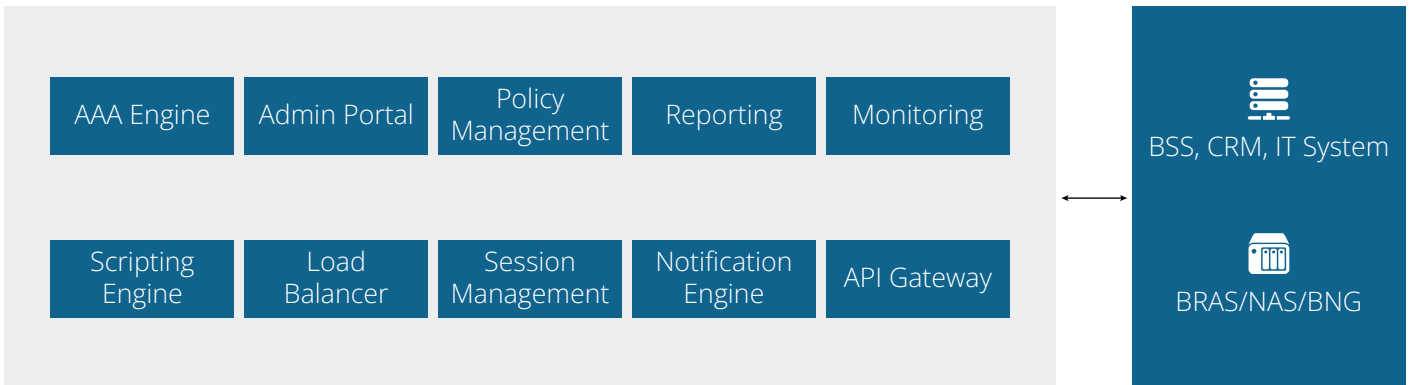 AAA Engine
Admin Portal
Policy
Management
Reporting
Monitoring
Scripting
Engine
Load
Balancer
Session
Management
Notification
Engine
API Gateway
BSS, CRM, IT System
BRAS/NAS/BNG